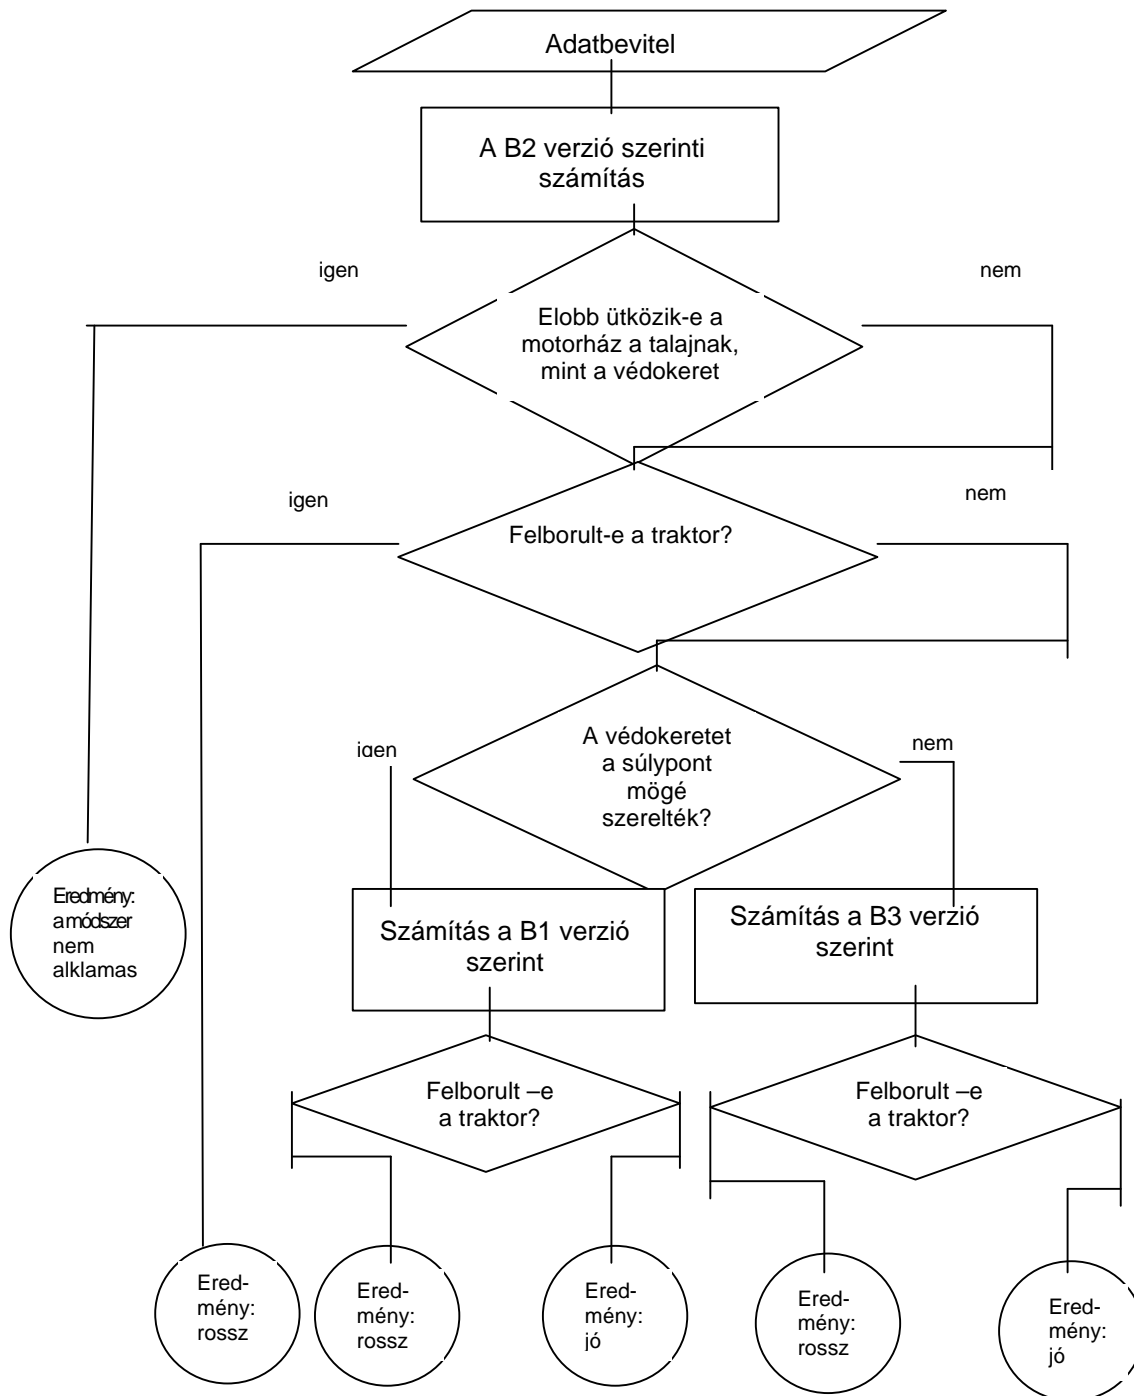 Adatbevitel
A B2 verzió szerinti
számítás
igen
nem
Elobb ütközik-e a
motorház a talajnak,
mint a védokeret
igen
nem
Felborult-e a traktor?
igen
nem
A védokeretet
a súlypont
mögé
szerelték?
Eredmény:
a módszer
nem
alklamas
Számítás a B1 verzió
szerint
Számítás a B3 verzió
szerint
Felborult –e
a traktor?
Felborult –e
a traktor?
Ered-
mény:
rossz
Ered-
mény:
rossz
Ered-
mény:
jó
Ered-
mény:
rossz
Ered-
mény:
jó